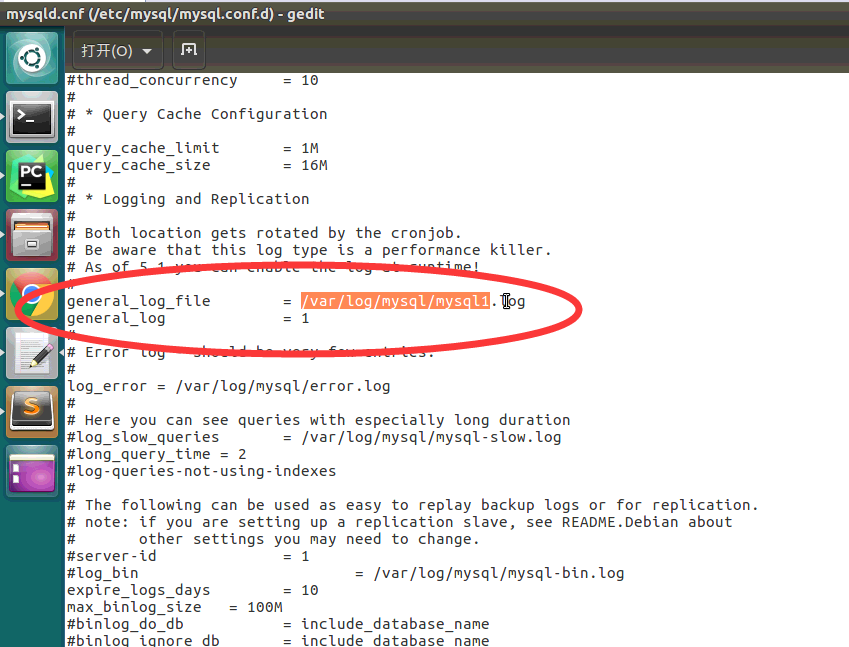 mysqld.cnf (/etc/mysql/mysql.conf.d) - gedit
打开(O)
#thread_concurrency = 10
#
# * Query Cache Configuration
#
query_cache_limit = 1M
query_cache_size = 16M
#
# * Logging and Replication
#
# Both location gets rotated by the cronjob.
# Be aware that this log type is a performance killer.
# As of 5.1 you can enable the log at runtime!
#
general_log_file = /var/log/mysql/mysql1.log
general_log = 1
#
# Error log - should be very few entries.
#
log_error = /var/log/mysql/error.log
#
# Here you can see queries with especially long duration
#log_slow_queries = /var/log/mysql/mysql-slow.log
#long_query_time = 2
#log-queries-not-using-indexes
#
# The following can be used as easy to replay backup logs or for replication.
# note: if you are setting up a replication slave, see README.Debian about
# other settings you may need to change.
#server-id = 1
#log_bin = /var/log/mysql/mysql-bin.log
expire_logs_days = 10
max_binlog_size = 100M
#binlog_do_db = include_database_name
#binlog_ignore_db = include_database_name
PC
S